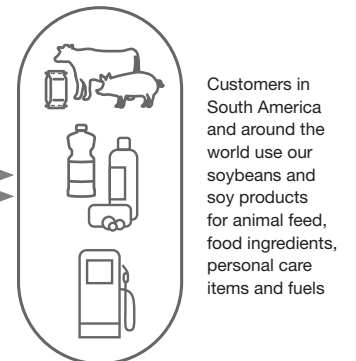 Customers in
South America
and around the
world use our
soybeans and
soy products
for animal feed,
food ingredients,
personal care
items and fuels